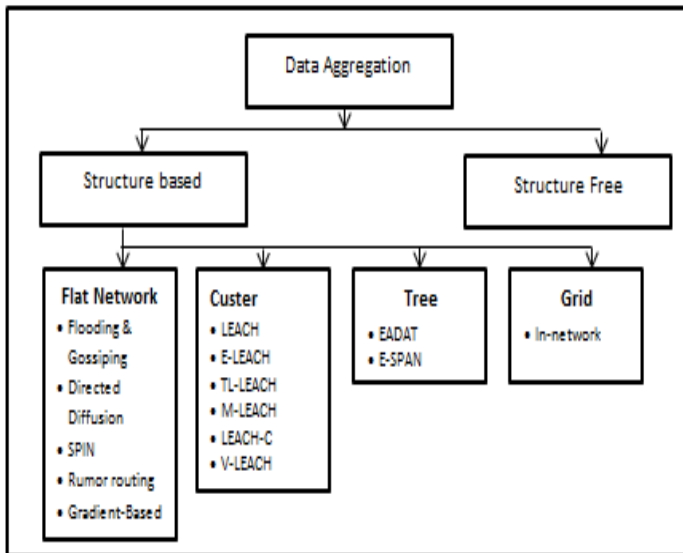 Data Aggregation
Structure based
Structure Free
Flat Network
• Flooding &
Gossiping
• Directed
Diffusion
• SPIN
• Rumor routing
• Gradient-Based
Custer
• LEACH
• E-LEACH
• TL-LEACH
• M-LEACH
• LEACH-C
• V-LEACH
Tree
• EADAT
• E-SPAN
Grid
• In-network